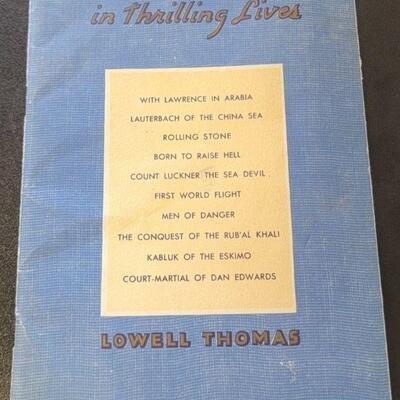 in Thrilling Lives
WITH LAWRENCE IN ARABIA
LAUTERBACH OF THE CHINA SEA
ROLLING STONE
BORN TO RAISE HELL
COUNT LUCKNER THE SEA DEVIL
FIRST WORLD FLIGHT
MEN OF DANGER
THE CONQUEST OF THE RUB'AL KHALI
KABLUK OF THE ESKIMO
COURT-MARTIAL OF DAN EDWARDS
LOWELL THOMAS